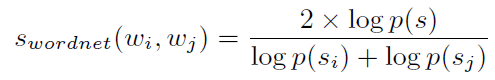 s_{wordnet}(w_i, w_j) = \frac{2 \times \log p(s)}{\log p(s_i) + \log p(s_j)}